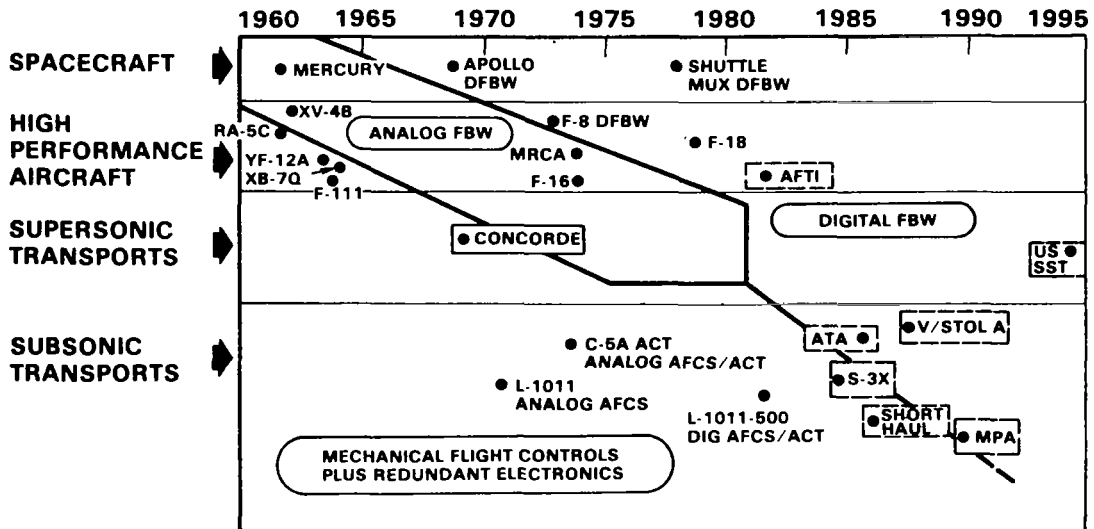 1960 1965 1970 1975 1980 1985 1990 1995
SPACECRAFT
MERCURY
APOLLO
DFBW
SHUTTLE
MUX DFBW
HIGH
PERFORMANCE
AIRCRAFT
XV-4B
RA-5C
ANALOG FBW
F-8 DFBW
F-18
YF-12A
XB-7Q
F-111
MRCA
F-16
AFTI
SUPERSONIC
TRANSPORTS
DIGITAL FBW
CONCORDE
US
SST
SUBSONIC
TRANSPORTS
V/STOL A
ATA
C-5A ACT
ANALOG AFCS/ACT
S-3X
L-1011
ANALOG AFCS
L-1011-500
DIG AFCS/ACT
SHORT
HAUL
MPA
MECHANICAL FLIGHT CONTROLS
PLUS REDUNDANT ELECTRONICS